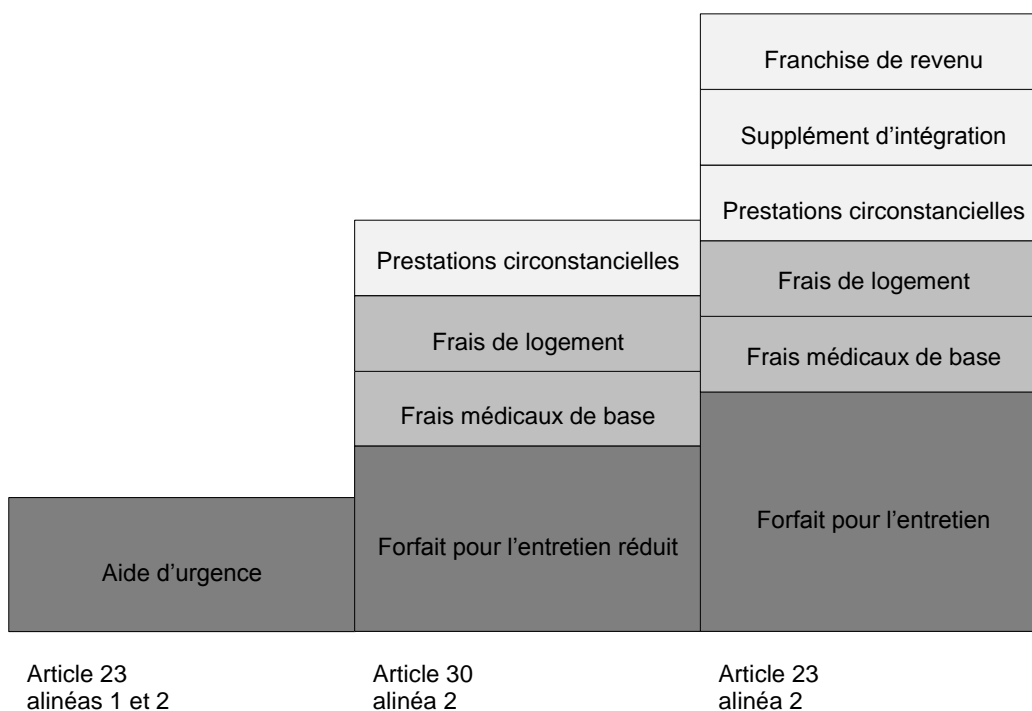 Franchise de revenu
Supplément d’intégration
Prestations circonstancielles
Frais de logement
Frais médicaux de base
Forfait pour l’entretien
Prestations circonstancielles
Frais de logement
Frais médicaux de base
Forfait pour l’entretien réduit
Aide d’urgence
Article 23
alinéas 1 et 2
Article 30
alinéa 2
Article 23
alinéa 2